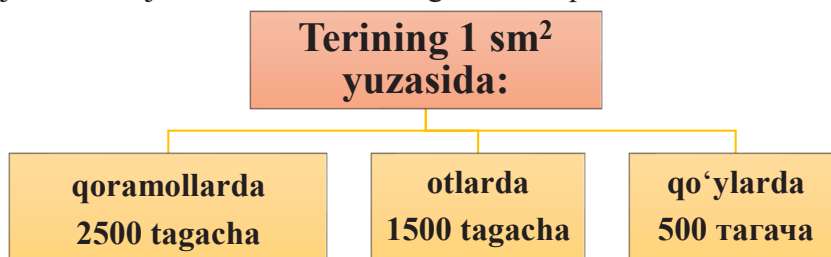 Terining 1 sm²
yuzasida:
qoramollarda
2500 tagacha
otlarda
1500 tagacha
qo‘ylarda
500 тагача